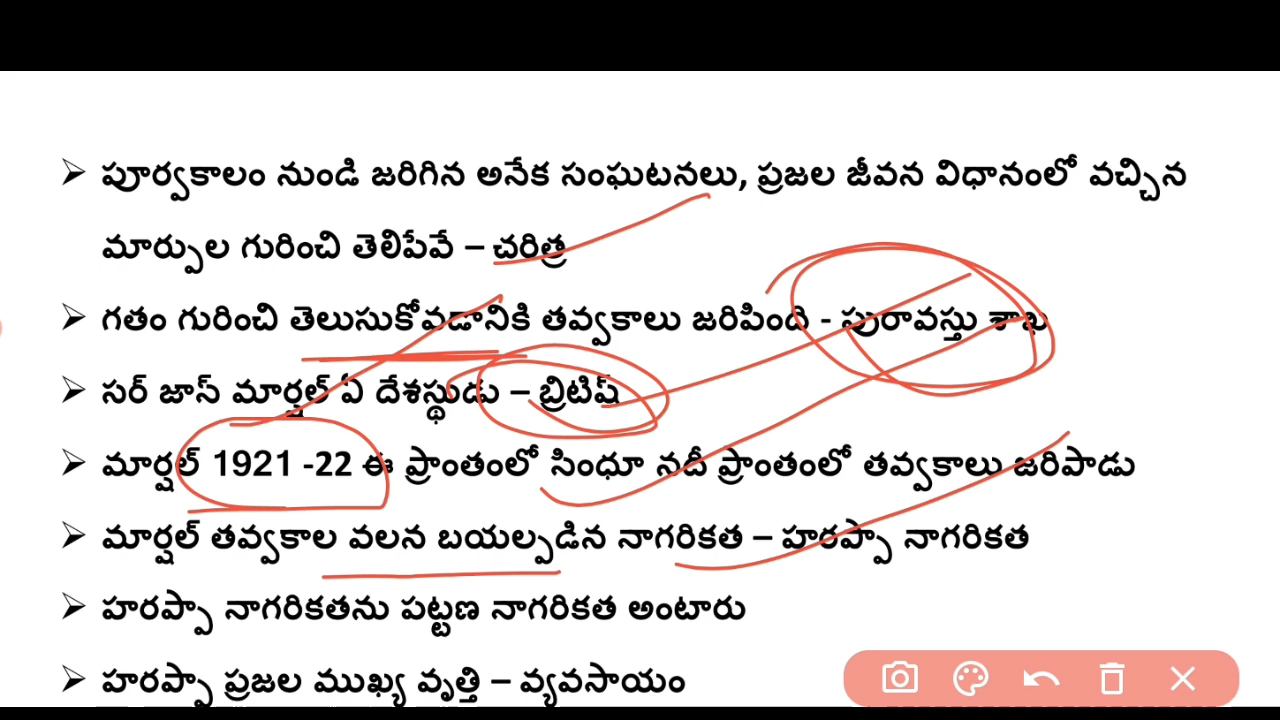 ➢ పూర్వకాలం నుండి జరిగిన అనేక సంఘటనలు, ప్రజల జీవన విధానంలో వచ్చిన
మార్పుల గురించి తెలిపేవే – చరిత్ర
➢ గతం గురించి తెలుసుకోవడానికి తవ్వకాలు జరిపింది - పురావస్తు శాఖ
➢ సర్ జాస్ మార్షల్ ఏ దేశస్థుడు – బ్రిటిష్
➢ మార్షల్ 1921 -22 ఈ ప్రాంతంలో సింధూ నదీ ప్రాంతంలో తవ్వకాలు జరిపాడు
➢ మార్షల్ తవ్వకాల వలన బయల్పడిన నాగరికత – హరప్పా నాగరికత
➢ హరప్పా నాగరికతను పట్టణ నాగరికత అంటారు
➢ హరప్పా ప్రజల ముఖ్య వృత్తి – వ్యవసాయం